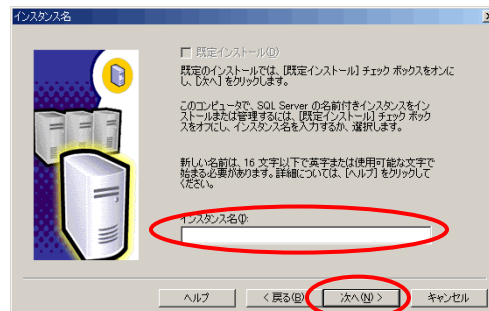 インスタンス名
既定インストール(D)
既定のインストールでは、[既定インストール] チェック ボックスをオンに
し、[次へ] をクリックします。
このコンピュータで、SQL Server の名前付きインスタンスをイン
ストールまたは管理するには、[既定インストール] チェック ボック
スをオフにし、インスタンス名を入力するか、選択します。
新しい名前は、16 文字以下で英字または使用可能な文字で
始まる必要があります。詳細については、[ヘルプ] をクリックして
ください。
インスタンス名(I):
ヘルプ
< 戻る(B)
次へ(N) >
キャンセル